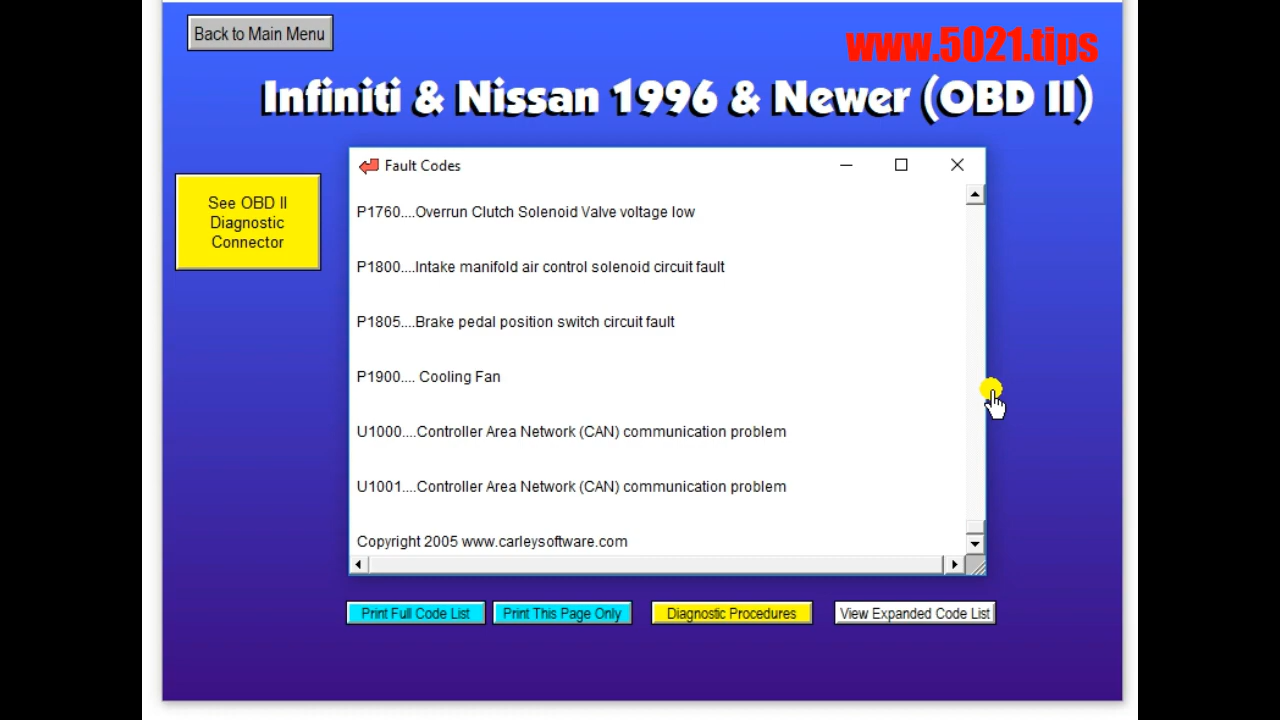 Back to Main Menu
www.5021.tips
Infiniti & Nissan 1996 & Newer (OBD II)
See OBD II
Diagnostic
Connector
Fault Codes
P1760....Overrun Clutch Solenoid Valve voltage low
P1800....Intake manifold air control solenoid circuit fault
P1805....Brake pedal position switch circuit fault
P1900.... Cooling Fan
U1000....Controller Area Network (CAN) communication problem
U1001....Controller Area Network (CAN) communication problem
Copyright 2005 www.carleysoftware.com
Print Full Code List
Print This Page Only
Diagnostic Procedures
View Expanded Code List